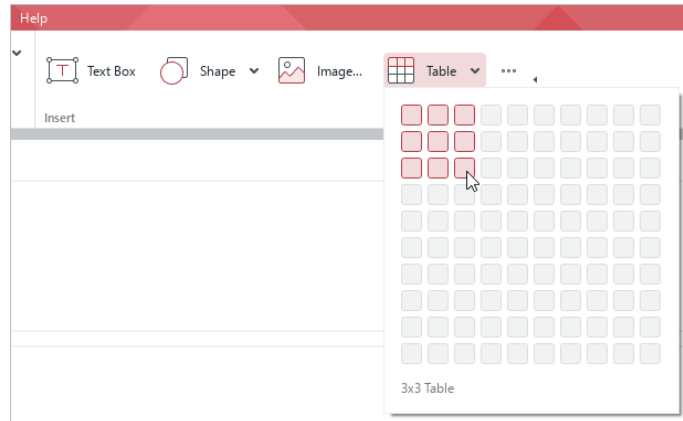 Help
Text Box
Shape
Image...
Table
Insert
3x3 Table